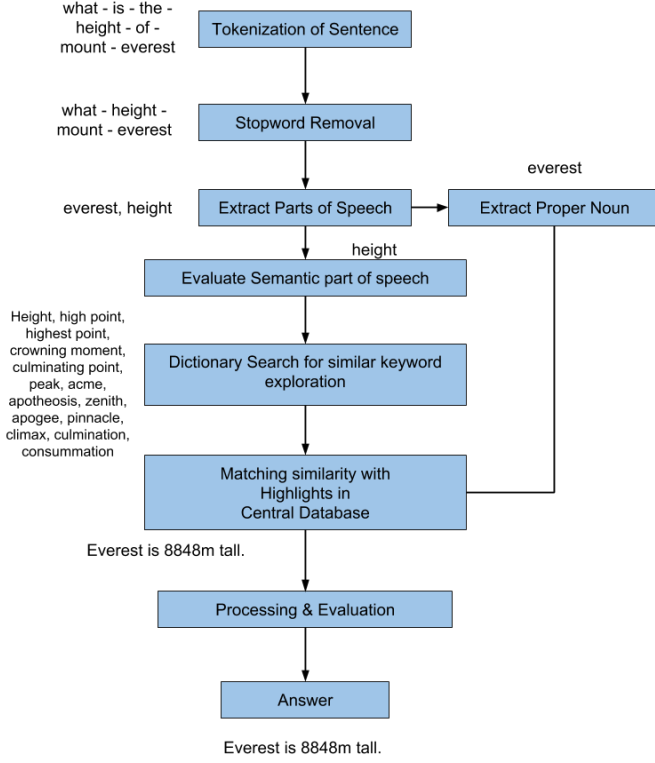 what - is - the -
height - of -
mount - everest
Tokenization of Sentence
what - height -
mount - everest
Stopword Removal
everest
everest, height
Extract Parts of Speech
Extract Proper Noun
height
Evaluate Semantic part of speech
Height, high point,
highest point,
crowning moment,
culminating point,
peak, acme,
apotheosis, zenith,
apogee, pinnacle,
climax, culmination,
consummation
Dictionary Search for similar keyword
exploration
Matching similarity with
Highlights in
Central Database
Everest is 8848m tall.
Processing & Evaluation
Answer
Everest is 8848m tall.